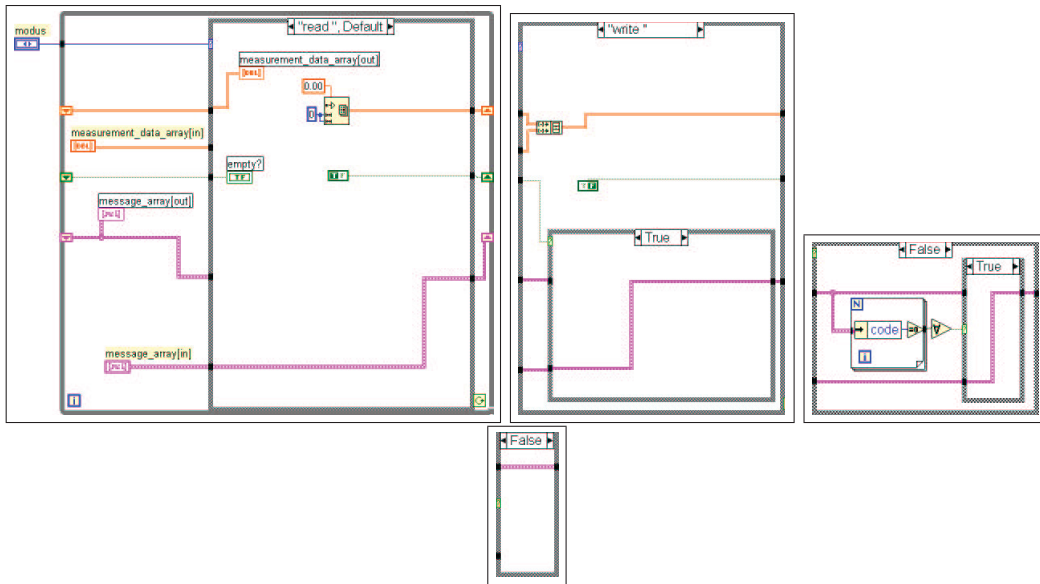 modus
"read ", Default
measurement_data_array[out]
0.00
0
measurement_data_array[in]
empty?
TF
message_array[out]
message_array[in]
i
"write "
True
False
True
N
code
i
False